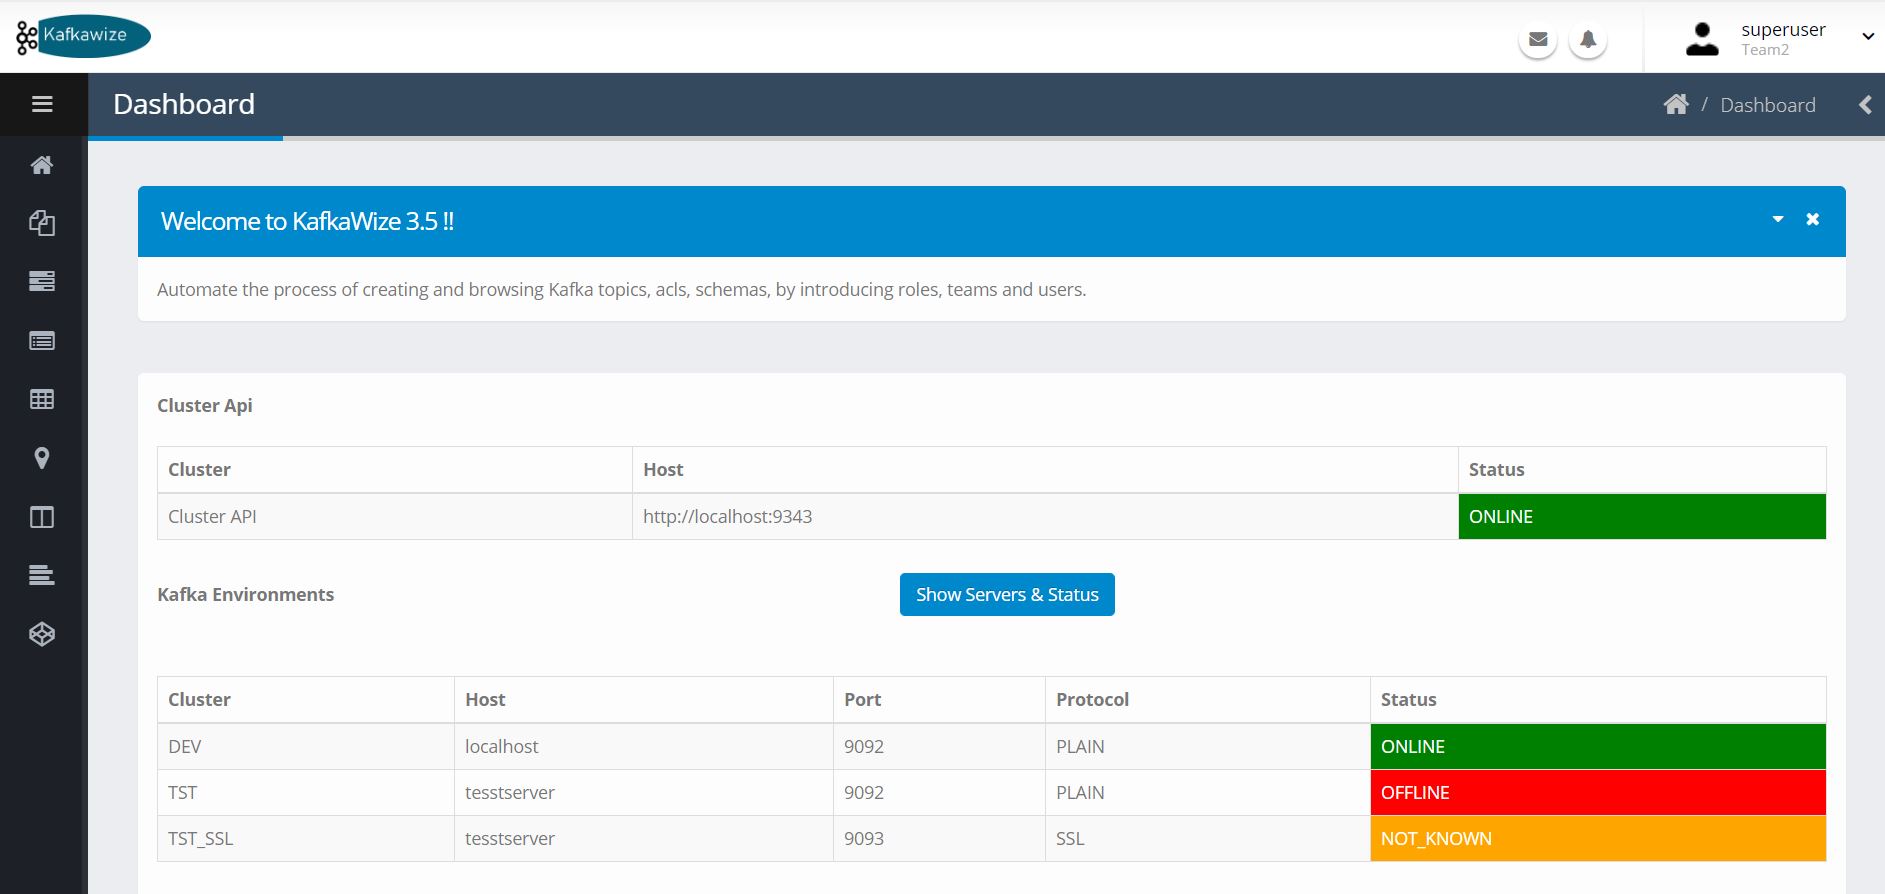 Kafkawize
superuser
Team2
Dashboard
/ Dashboard
Welcome to KafkaWize 3.5 !!
Automate the process of creating and browsing Kafka topics, acls, schemas, by introducing roles, teams and users.
Cluster Api
Cluster Host Status
Cluster API http://localhost:9343 ONLINE
Kafka Environments Show Servers & Status
Cluster Host Port Protocol Status
DEV localhost 9092 PLAIN ONLINE
TST tesstserver 9092 PLAIN OFFLINE
TST_SSL tesstserver 9093 SSL NOT_KNOWN